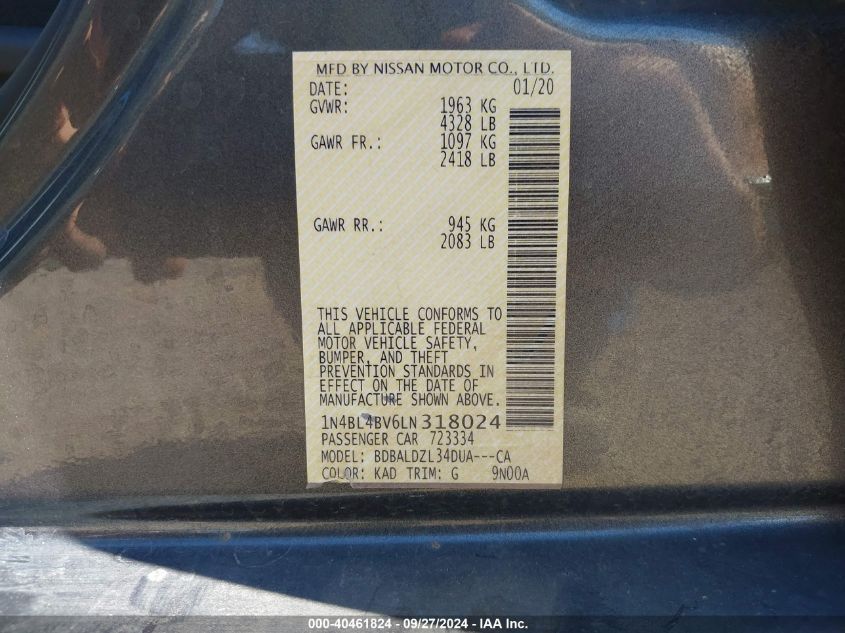 MFD BY NISSAN MOTOR CO., LTD.
DATE: 01/20
GVWR: 1963 KG
4328 LB
GAWR FR.: 1097 KG
2418 LB
GAWR RR.: 945 KG
2083 LB
THIS VEHICLE CONFORMS TO
ALL APPLICABLE FEDERAL
MOTOR VEHICLE SAFETY,
BUMPER, AND THEFT
PREVENTION STANDARDS IN
EFFECT ON THE DATE OF
MANUFACTURE SHOWN ABOVE.
1N4BL4BV6LN318024
PASSENGER CAR 723334
MODEL: BDBALDZL34DUA---CA
COLOR: KAD TRIM: G 9N00A
000-40461824 - 09/27/2024 - IAA Inc.